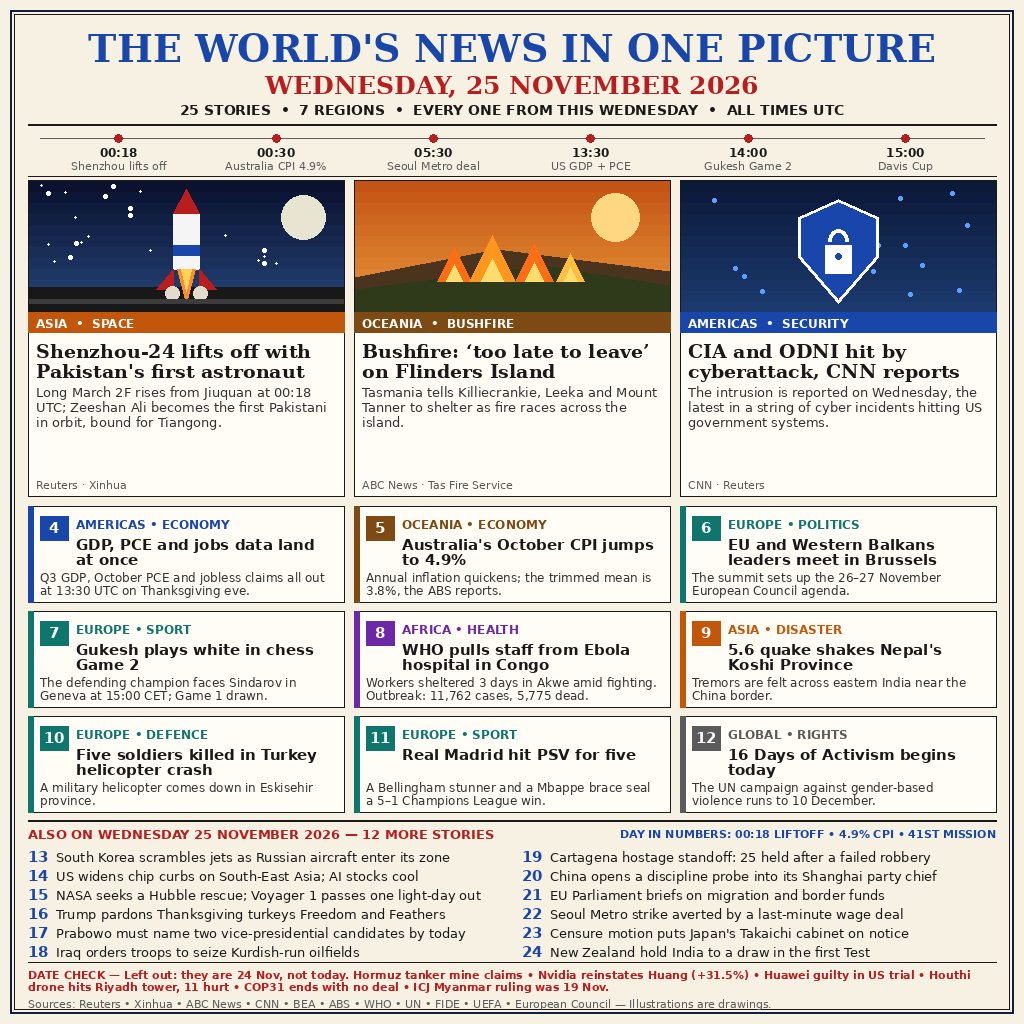 THE WORLD'S NEWS IN ONE PICTURE
WEDNESDAY, 25 NOVEMBER 2026
25 STORIES • 7 REGIONS • EVERY ONE FROM THIS WEDNESDAY • ALL TIMES UTC
00:18
Shenzhou lifts off
00:30
Australia CPI 4.9%
05:30
Seoul Metro deal
13:30
US GDP + PCE
14:00
Gukesh Game 2
15:00
Davis Cup
ASIA • SPACE
Shenzhou-24 lifts off with
Pakistan's first astronaut
Long March 2F rises from Jiuquan at 00:18
UTC; Zeeshan Ali becomes the first Pakistani
in orbit, bound for Tiangong.
Reuters · Xinhua
OCEANIA • BUSHFIRE
Bushfire: ‘too late to leave’
on Flinders Island
Tasmania tells Killiecrankie, Leeka and Mount
Tanner to shelter as fire races across the
island.
ABC News · Tas Fire Service
AMERICAS • SECURITY
CIA and ODNI hit by
cyberattack, CNN reports
The intrusion is reported on Wednesday, the
latest in a string of cyber incidents hitting US
government systems.
CNN · Reuters
4
AMERICAS • ECONOMY
GDP, PCE and jobs data land
at once
Q3 GDP, October PCE and jobless claims all out
at 13:30 UTC on Thanksgiving eve.
5
OCEANIA • ECONOMY
Australia's October CPI jumps
to 4.9%
Annual inflation quickens; the trimmed mean is
3.8%, the ABS reports.
6
EUROPE • POLITICS
EU and Western Balkans
leaders meet in Brussels
The summit sets up the 26–27 November
European Council agenda.
7
EUROPE • SPORT
Gukesh plays white in chess
Game 2
The defending champion faces Sindarov in
Geneva at 15:00 CET; Game 1 drawn.
8
AFRICA • HEALTH
WHO pulls staff from Ebola
hospital in Congo
Workers sheltered 3 days in Akwe amid fighting.
Outbreak: 11,762 cases, 5,775 dead.
9
ASIA • DISASTER
5.6 quake shakes Nepal's
Koshi Province
Tremors are felt across eastern India near the
China border.
10
EUROPE • DEFENCE
Five soldiers killed in Turkey
helicopter crash
A military helicopter comes down in Eskisehir
province.
11
EUROPE • SPORT
Real Madrid hit PSV for five
A Bellingham stunner and a Mbappe brace seal
a 5–1 Champions League win.
12
GLOBAL • RIGHTS
16 Days of Activism begins
today
The UN campaign against gender-based
violence runs to 10 December.
ALSO ON WEDNESDAY 25 NOVEMBER 2026 — 12 MORE STORIES
DAY IN NUMBERS: 00:18 LIFTOFF • 4.9% CPI • 41ST MISSION
13 South Korea scrambles jets as Russian aircraft enter its zone
14 US widens chip curbs on South-East Asia; AI stocks cool
15 NASA seeks a Hubble rescue; Voyager 1 passes one light-day out
16 Trump pardons Thanksgiving turkeys Freedom and Feathers
17 Prabowo must name two vice-presidential candidates by today
18 Iraq orders troops to seize Kurdish-run oilfields
19 Cartagena hostage standoff: 25 held after a failed robbery
20 China opens a discipline probe into its Shanghai party chief
21 EU Parliament briefs on migration and border funds
22 Seoul Metro strike averted by a last-minute wage deal
23 Censure motion puts Japan's Takaichi cabinet on notice
24 New Zealand hold India to a draw in the first Test
DATE CHECK — Left out: they are 24 Nov, not today. Hormuz tanker mine claims • Nvidia reinstates Huang (+31.5%) • Huawei guilty in US trial • Houthi
drone hits Riyadh tower, 11 hurt • COP31 ends with no deal • ICJ Myanmar ruling was 19 Nov.
Sources: Reuters • Xinhua • ABC News • CNN • BEA • ABS • WHO • UN • FIDE • UEFA • European Council — Illustrations are drawings.